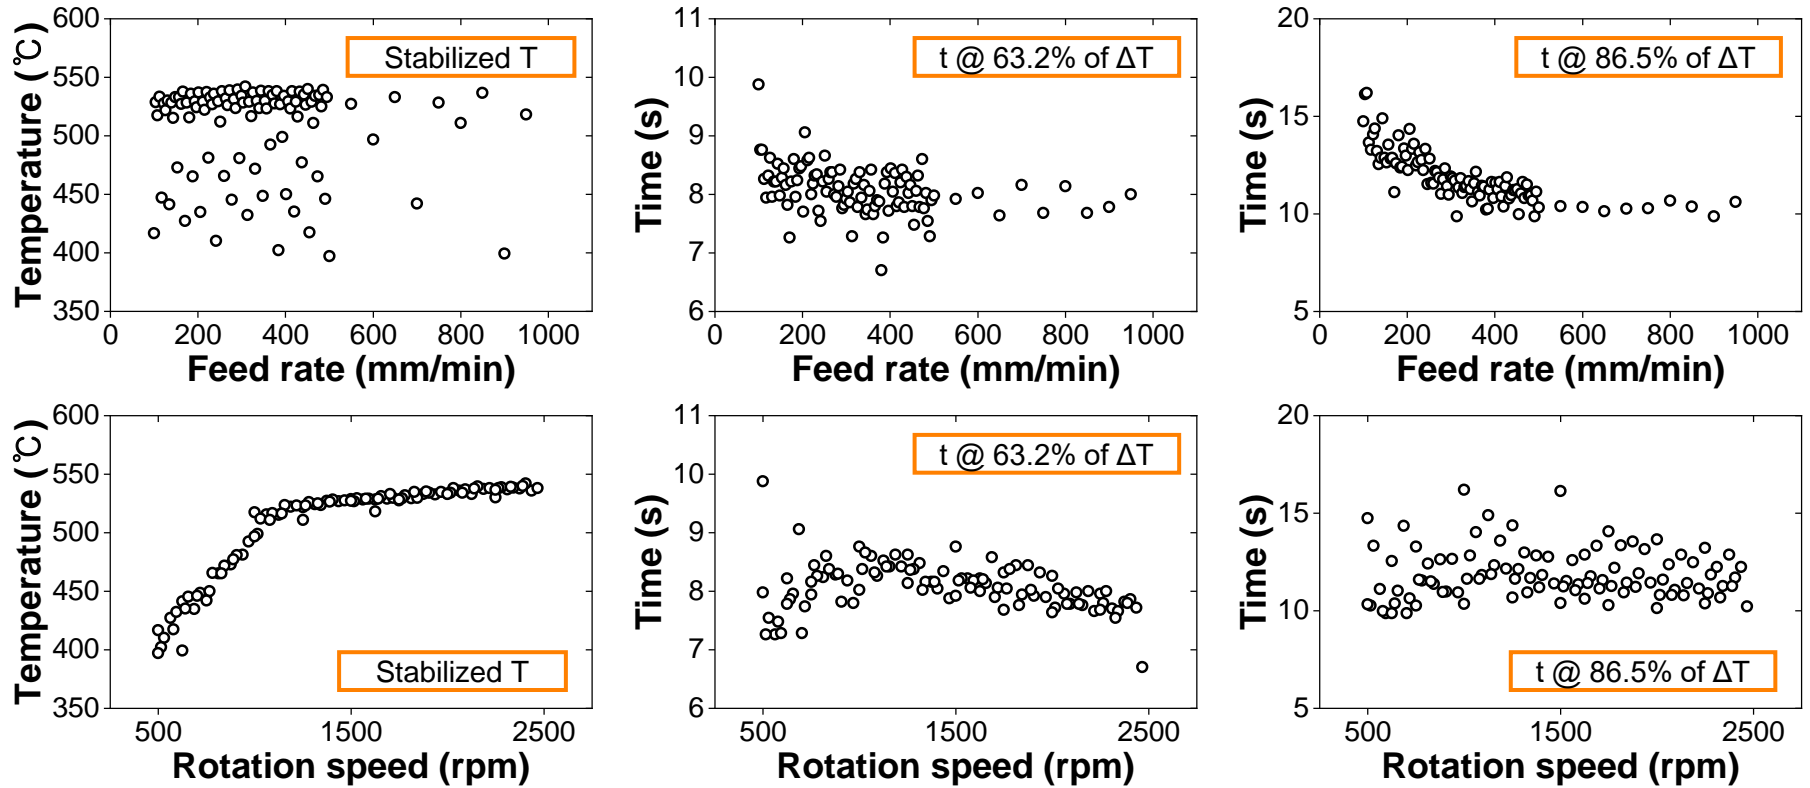 600
550
500
450
400
350
Temperature (℃)
Stabilized T
0 200 400 600 800 1000
Feed rate (mm/min)
11
10
9
8
7
6
Time (s)
t @ 63.2% of ΔT
0 200 400 600 800 1000
Feed rate (mm/min)
20
15
10
5
Time (s)
t @ 86.5% of ΔT
0 200 400 600 800 1000
Feed rate (mm/min)
600
550
500
450
400
350
Temperature (℃)
Stabilized T
500 1500 2500
Rotation speed (rpm)
11
10
9
8
7
6
Time (s)
t @ 63.2% of ΔT
500 1500 2500
Rotation speed (rpm)
20
15
10
5
Time (s)
t @ 86.5% of ΔT
500 1500 2500
Rotation speed (rpm)